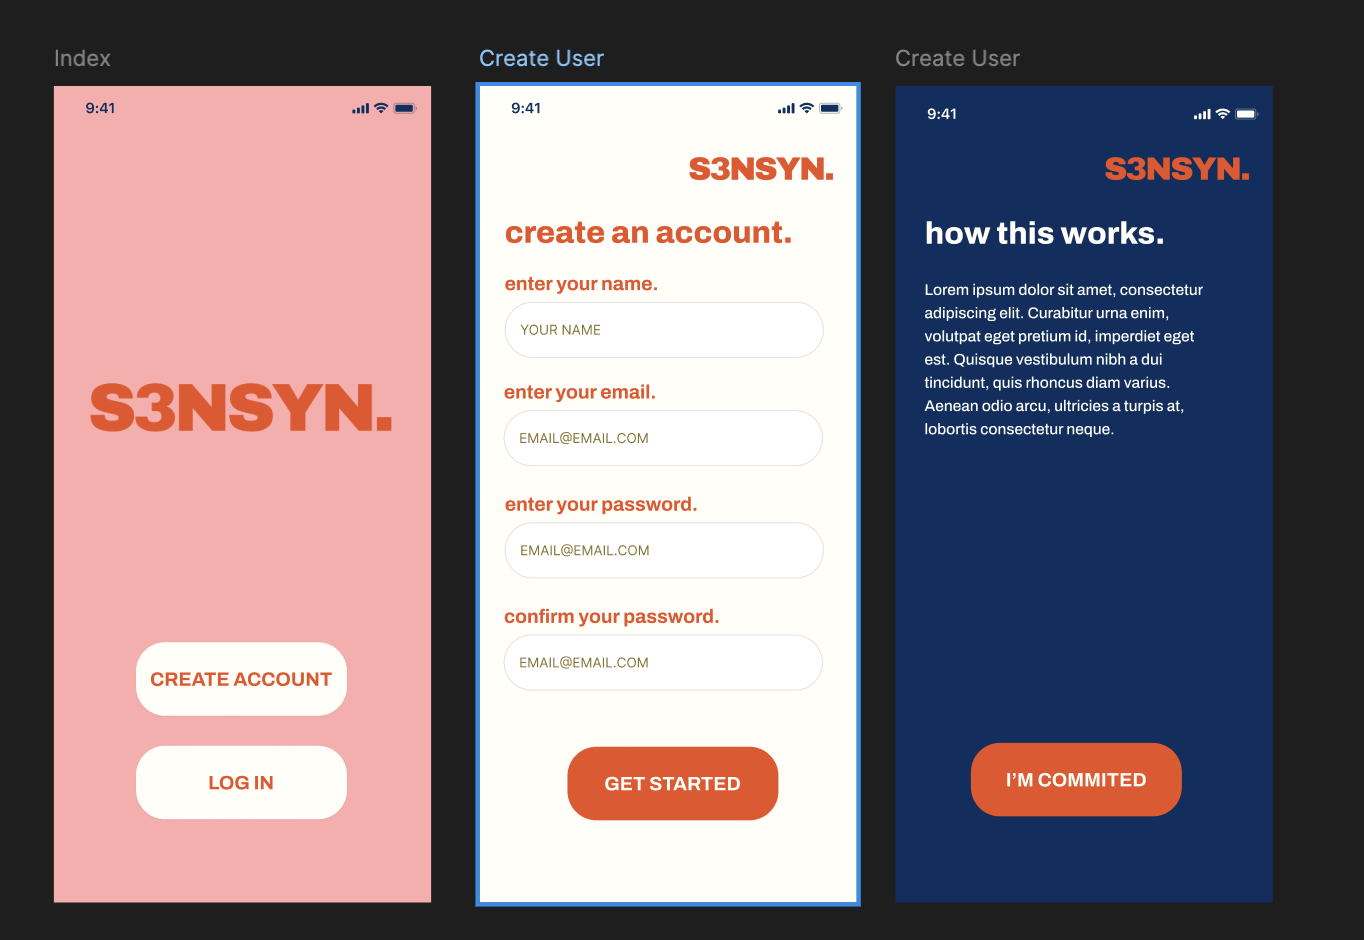 Index
9:41
S3NSYN.
CREATE ACCOUNT
LOG IN
Create User
9:41
S3NSYN.
create an account.
enter your name.
YOUR NAME
enter your email.
EMAIL@EMAIL.COM
enter your password.
EMAIL@EMAIL.COM
confirm your password.
EMAIL@EMAIL.COM
GET STARTED
Create User
9:41
S3NSYN.
how this works.
Lorem ipsum dolor sit amet, consectetur
adipiscing elit. Curabitur urna enim,
volutpat eget pretium id, imperdiet eget
est. Quisque vestibulum nibh a dui
tincidunt, quis rhoncus diam varius.
Aenean odio arcu, ultricies a turpis at,
lobortis consectetur neque.
I’M COMMITED